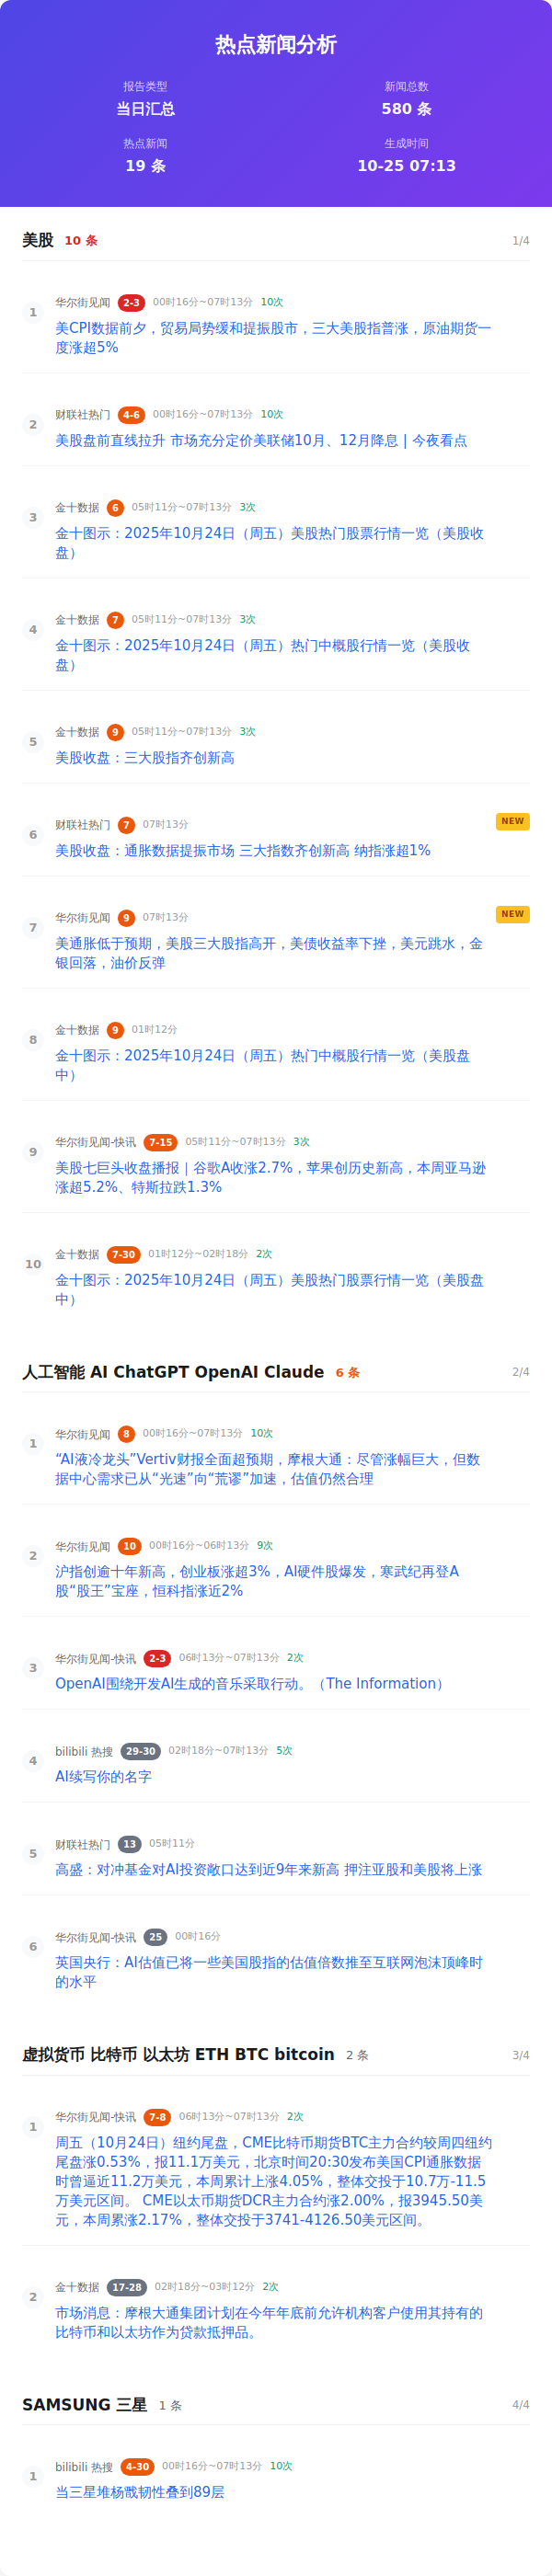 热点新闻分析
报告类型
当日汇总
新闻总数
580 条
热点新闻
19 条
生成时间
10-25 07:13
美股 10 条 1/4
1
华尔街见闻 2-3 00时16分~07时13分 10次
美CPI数据前夕，贸易局势缓和提振股市，三大美股指普涨，原油期货一
度涨超5%
2
财联社热门 4-6 00时16分~07时13分 10次
美股盘前直线拉升 市场充分定价美联储10月、12月降息 | 今夜看点
3
金十数据 6 05时11分~07时13分 3次
金十图示：2025年10月24日（周五）美股热门股票行情一览（美股收
盘）
4
金十数据 7 05时11分~07时13分 3次
金十图示：2025年10月24日（周五）热门中概股行情一览（美股收
盘）
5
金十数据 9 05时11分~07时13分 3次
美股收盘：三大股指齐创新高
6
财联社热门 7 07时13分 NEW
美股收盘：通胀数据提振市场 三大指数齐创新高 纳指涨超1%
7
华尔街见闻 9 07时13分 NEW
美通胀低于预期，美股三大股指高开，美债收益率下挫，美元跳水，金
银回落，油价反弹
8
金十数据 9 01时12分
金十图示：2025年10月24日（周五）热门中概股行情一览（美股盘
中）
9
华尔街见闻-快讯 7-15 05时11分~07时13分 3次
美股七巨头收盘播报｜谷歌A收涨2.7%，苹果创历史新高，本周亚马逊
涨超5.2%、特斯拉跌1.3%
10
金十数据 7-30 01时12分~02时18分 2次
金十图示：2025年10月24日（周五）美股热门股票行情一览（美股盘
中）
人工智能 AI ChatGPT OpenAI Claude 6 条 2/4
1
华尔街见闻 8 00时16分~07时13分 10次
“AI液冷龙头”Vertiv财报全面超预期，摩根大通：尽管涨幅巨大，但数
据中心需求已从“光速”向“荒谬”加速，估值仍然合理
2
华尔街见闻 10 00时16分~06时13分 9次
沪指创逾十年新高，创业板涨超3%，AI硬件股爆发，寒武纪再登A
股“股王”宝座，恒科指涨近2%
3
华尔街见闻-快讯 2-3 06时13分~07时13分 2次
OpenAI围绕开发AI生成的音乐采取行动。（The Information）
4
bilibili 热搜 29-30 02时18分~07时13分 5次
AI续写你的名字
5
财联社热门 13 05时11分
高盛：对冲基金对AI投资敞口达到近9年来新高 押注亚股和美股将上涨
6
华尔街见闻-快讯 25 00时16分
英国央行：AI估值已将一些美国股指的估值倍数推至互联网泡沫顶峰时
的水平
虚拟货币 比特币 以太坊 ETH BTC bitcoin 2 条 3/4
1
华尔街见闻-快讯 7-8 06时13分~07时13分 2次
周五（10月24日）纽约尾盘，CME比特币期货BTC主力合约较周四纽约
尾盘涨0.53%，报11.1万美元，北京时间20:30发布美国CPI通胀数据
时曾逼近11.2万美元，本周累计上涨4.05%，整体交投于10.7万-11.5
万美元区间。 CME以太币期货DCR主力合约涨2.00%，报3945.50美
元，本周累涨2.17%，整体交投于3741-4126.50美元区间。
2
金十数据 17-28 02时18分~03时12分 2次
市场消息：摩根大通集团计划在今年年底前允许机构客户使用其持有的
比特币和以太坊作为贷款抵押品。
SAMSUNG 三星 1 条 4/4
1
bilibili 热搜 4-30 00时16分~07时13分 10次
当三星堆杨戬韧性叠到89层